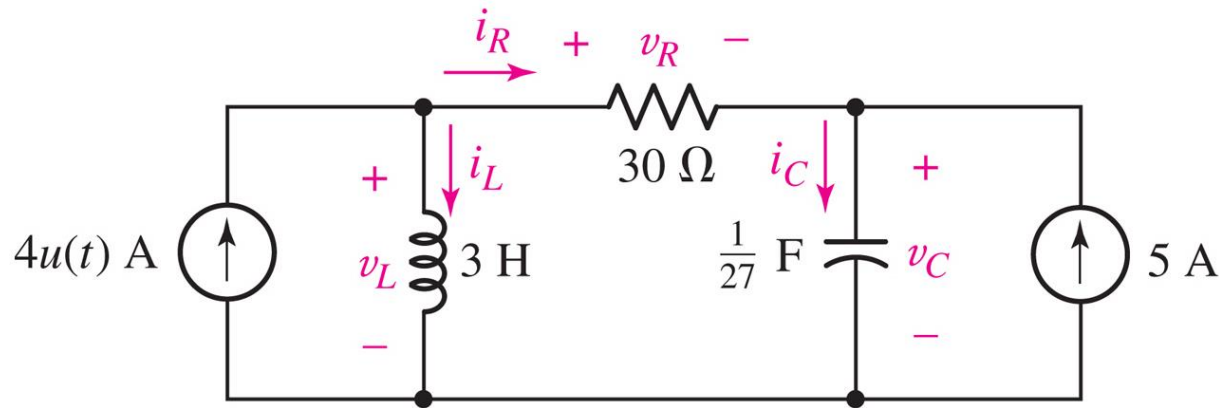 i_R + v_R −
30 Ω
4u(t) A
+ v_L −
i_L
3 H
i_C
1/27 F
+ v_C −
5 A